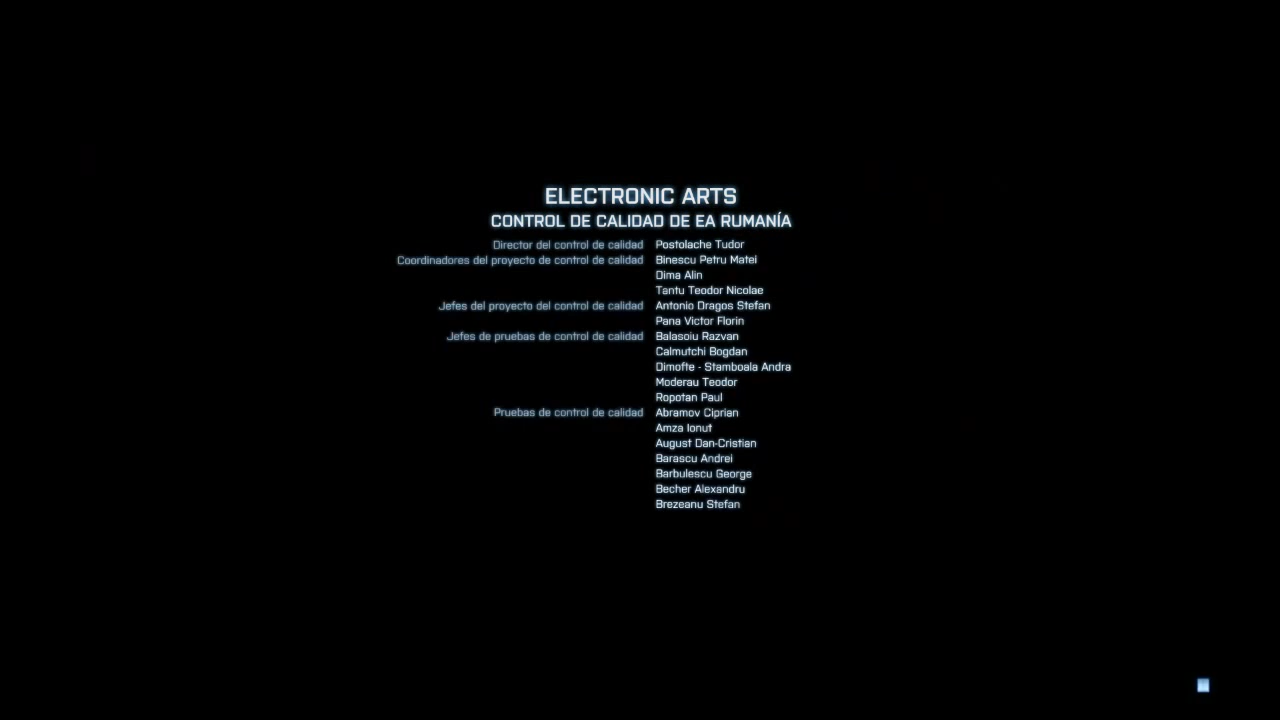 ELECTRONIC ARTS
CONTROL DE CALIDAD DE EA RUMANÍA
Director del control de calidad Postolache Tudor
Coordinadores del proyecto de control de calidad Binescu Petru Matei
Dima Alin
Tantu Teodor Nicolae
Jefes del proyecto del control de calidad Antonio Dragos Stefan
Pana Victor Florin
Jefes de pruebas de control de calidad Balasoiu Razvan
Calmutchi Bogdan
Dimofte - Stamboala Andra
Moderau Teodor
Ropotan Paul
Pruebas de control de calidad Abramov Ciprian
Amza Ionut
August Dan-Cristian
Barascu Andrei
Barbulescu George
Becher Alexandru
Brezeanu Stefan